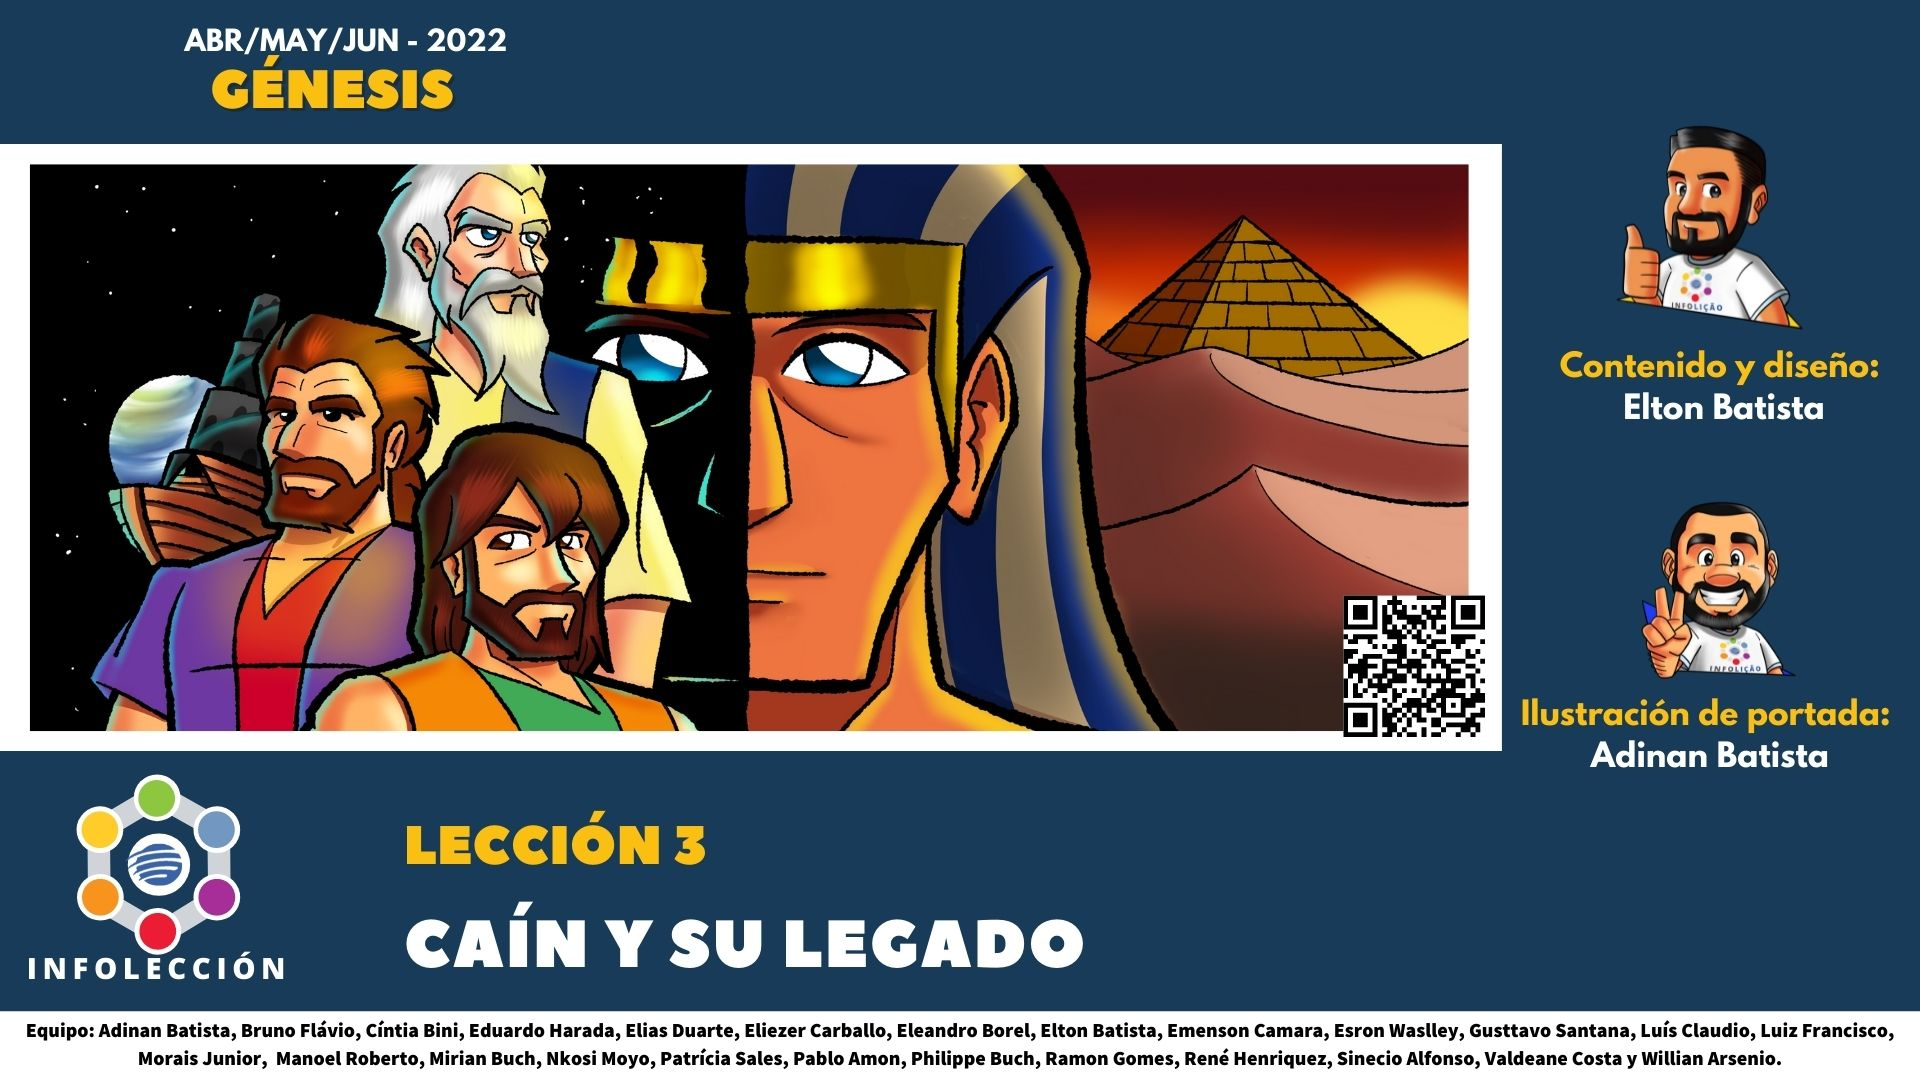 ABR/MAY/JUN - 2022
GÉNESIS
INFOLIÇÃO
Contenido y diseño:
Elton Batista
INFOLIÇÃO
Ilustración de portada:
Adinan Batista
INFOLECCIÓN
LECCIÓN 3
CAÍN Y SU LEGADO
Equipo: Adinan Batista, Bruno Flávio, Cíntia Bini, Eduardo Harada, Elias Duarte, Eliezer Carballo, Eleandro Borel, Elton Batista, Emenson Camara, Esron Waslley, Gusttavo Santana, Luís Claudio, Luiz Francisco,
Morais Junior, Manoel Roberto, Mirian Buch, Nkosi Moyo, Patrícia Sales, Pablo Amon, Philippe Buch, Ramon Gomes, René Henriquez, Sinecio Alfonso, Valdeane Costa y Willian Arsenio.